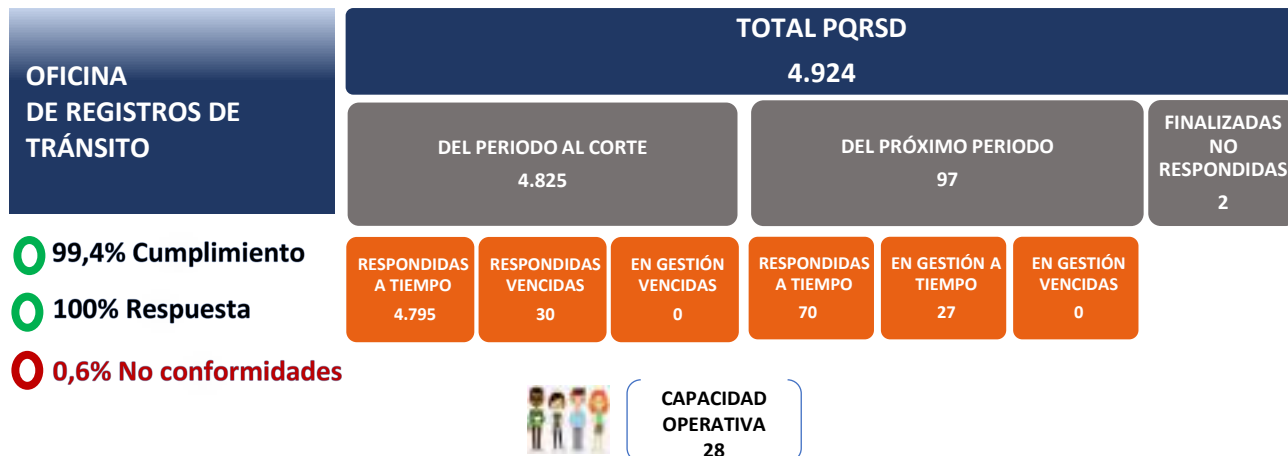 OFICINA
DE REGISTROS DE
TRÁNSITO
TOTAL PQRSD
4.924
DEL PERIODO AL CORTE
4.825
DEL PRÓXIMO PERIODO
97
FINALIZADAS
NO
RESPONDIDAS
2
99,4% Cumplimiento
100% Respuesta
0,6% No conformidades
RESPONDIDAS
A TIEMPO
4.795
RESPONDIDAS
VENCIDAS
30
EN GESTIÓN
VENCIDAS
0
RESPONDIDAS
A TIEMPO
70
EN GESTIÓN A
TIEMPO
27
EN GESTIÓN
VENCIDAS
0
CAPACIDAD
OPERATIVA
28